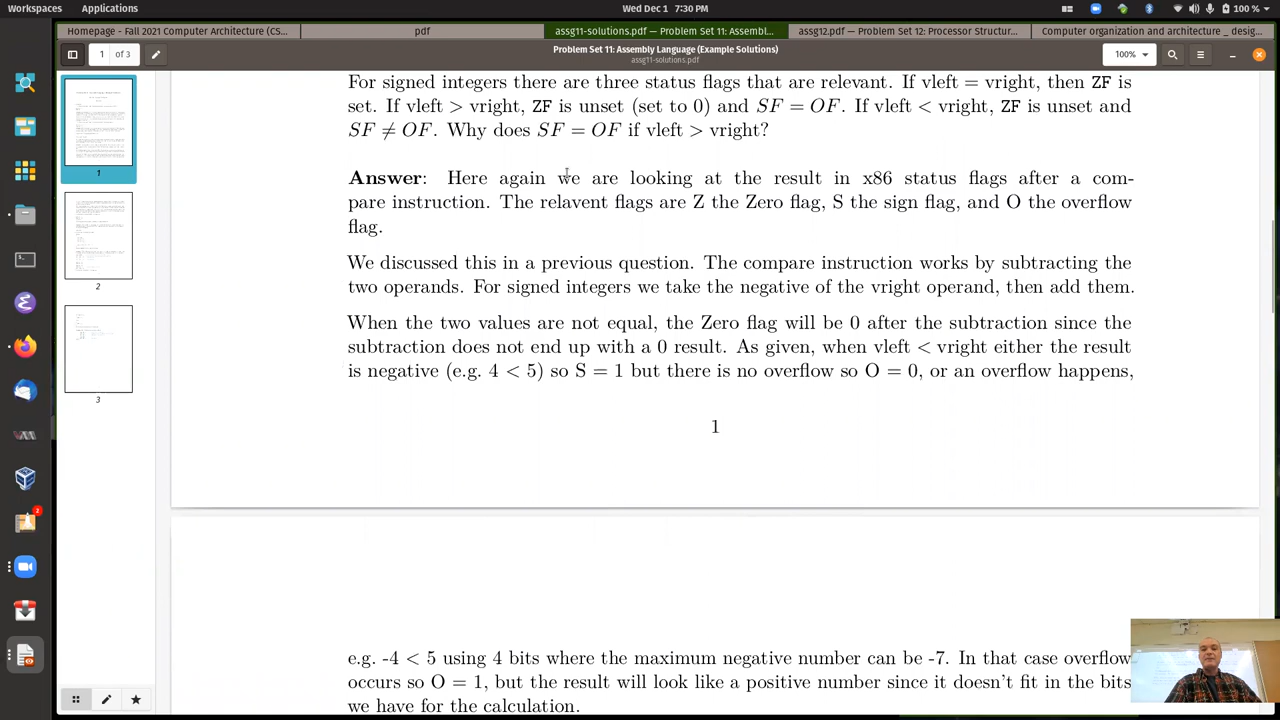 Workspaces Applications Wed Dec 1 7:30 PM 100 %
Homepage - Fall 2021 Computer Architecture (CS... pdf assg11-solutions.pdf — Problem Set 11: Assembl... assg12.pdf — Problem Set 12: Processor Structur... Computer organization and architecture _ desig...
1 of 3 Problem Set 11: Assembly Language (Example Solutions) 100%
assg11-solutions.pdf
For signed integers there are three status flags that are relevant. If vleft = vright, then ZF is
set. If vleft > vright, ZF is unset (set to 0) and SF = OF. If vleft < vright, ZF is unset and
SF ≠ OF. Why does SF = OF if vleft > vright?
Answer: Here again we are looking at the result in x86 status flags after a com-
pare instruction. The relavent flags are Z the Zero flag, S the sign flag, and O the overflow
flag.
We discussed this in a previous question. The compare instruction works by subtracting the
two operands. For signed integers we take the negative of the vright operand, then add them.
When the two values are not equal, the Zero flag will be 0 after the subtraction since the
subtraction does not end up with a 0 result. As given, when vleft < vright either the result
is negative (e.g. 4 < 5) so S = 1 but there is no overflow so O = 0, or an overflow happens,
1
e.g. -4 < 5 using 4 bits where the maximum negative number can be -7. In that case overflow
occurs so O = 1, but the result will look like a positive number since it doesn't fit in the bits
we have for the calculation.
1
2
3
2